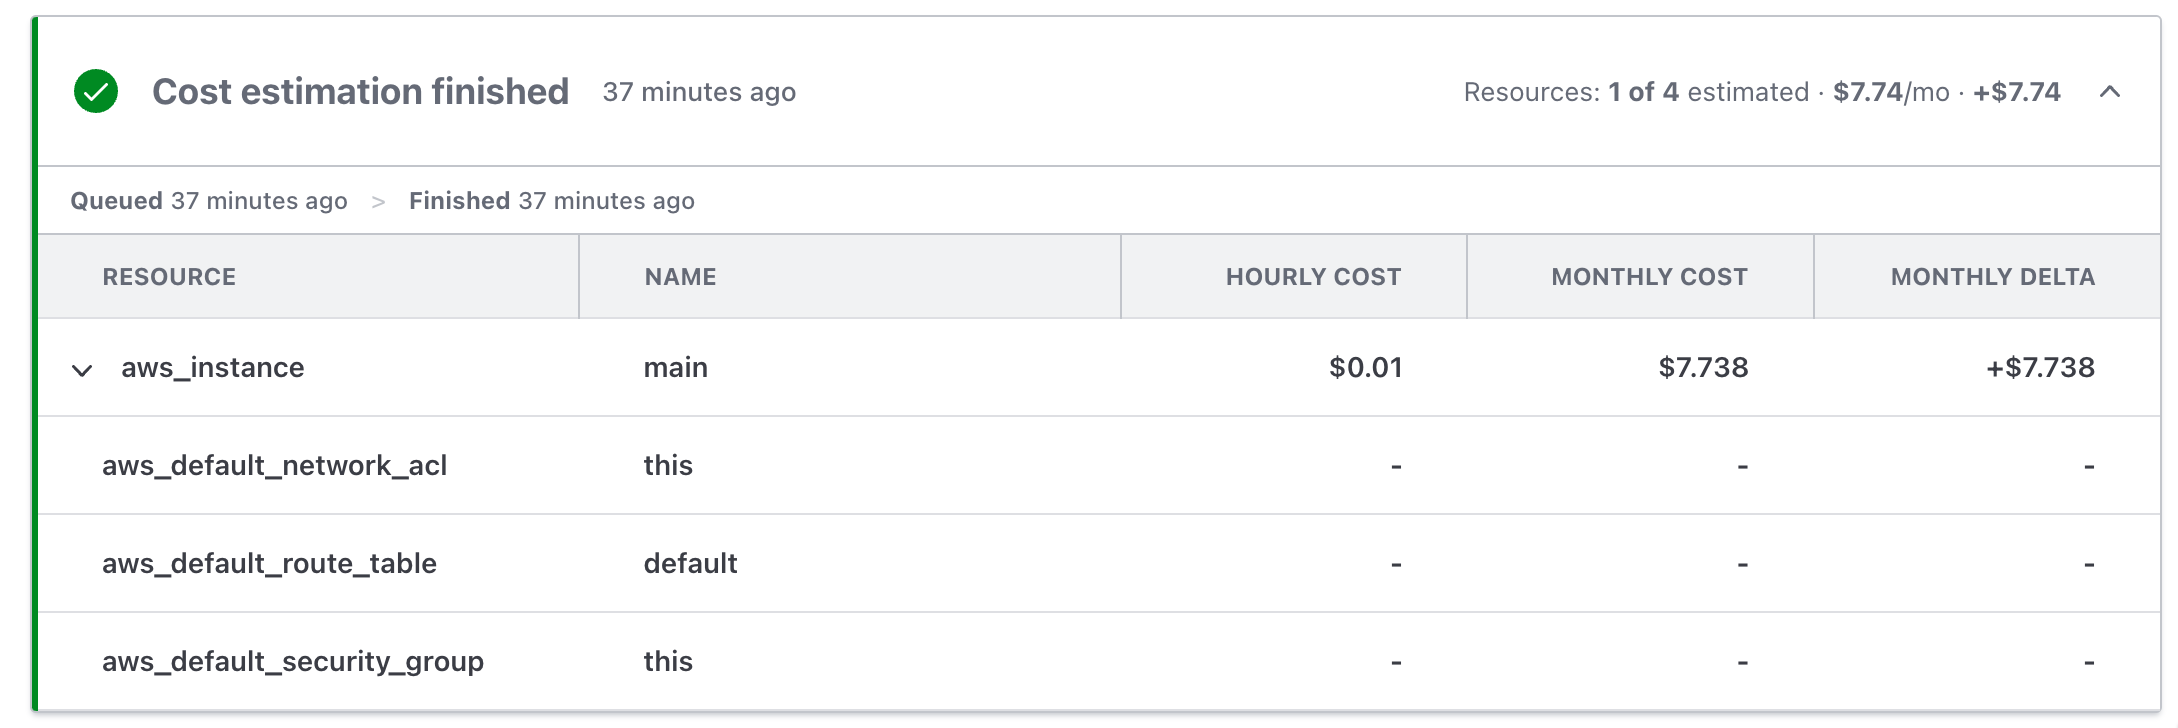 Cost estimation finished 37 minutes ago Resources: 1 of 4 estimated · $7.74/mo · +$7.74
Queued 37 minutes ago > Finished 37 minutes ago
RESOURCE NAME HOURLY COST MONTHLY COST MONTHLY DELTA
aws_instance main $0.01 $7.738 +$7.738
aws_default_network_acl this - - -
aws_default_route_table default - - -
aws_default_security_group this - - -